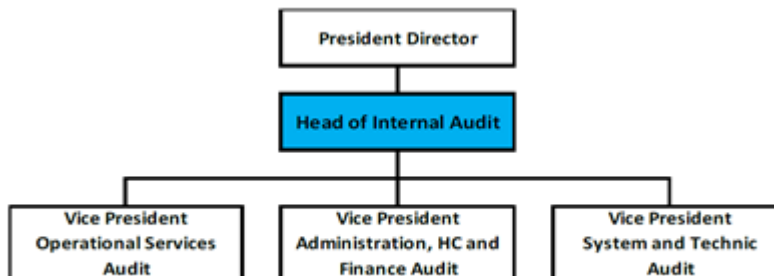 President Director
Head of Internal Audit
Vice President
Operational Services
Audit
Vice President
Administration, HC and
Finance Audit
Vice President
System and Technic
Audit